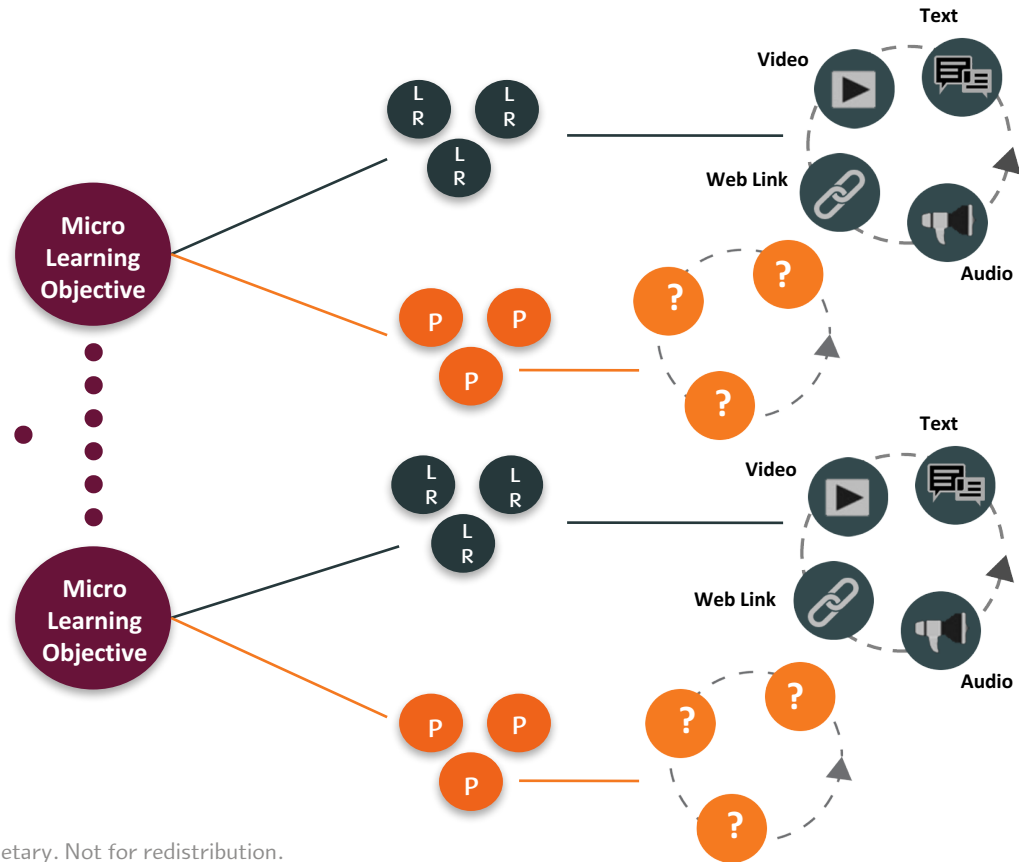 Text
Video
L
R
L
R
L
R
Web Link
Micro
Learning
Objective
Audio
?
?
P
P
P
?
Text
Video
L
R
L
R
L
R
Web Link
Micro
Learning
Objective
Audio
?
?
P
P
P
?
etary. Not for redistribution.